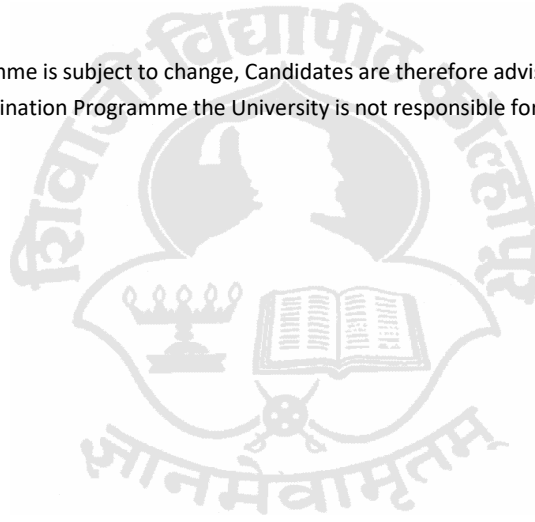 शिवाजी विद्यापीठ कोल्हापूर
mme is subject to change, Candidates are therefore advis
ination Programme the University is not responsible for
ज्ञानमेवामृतम्